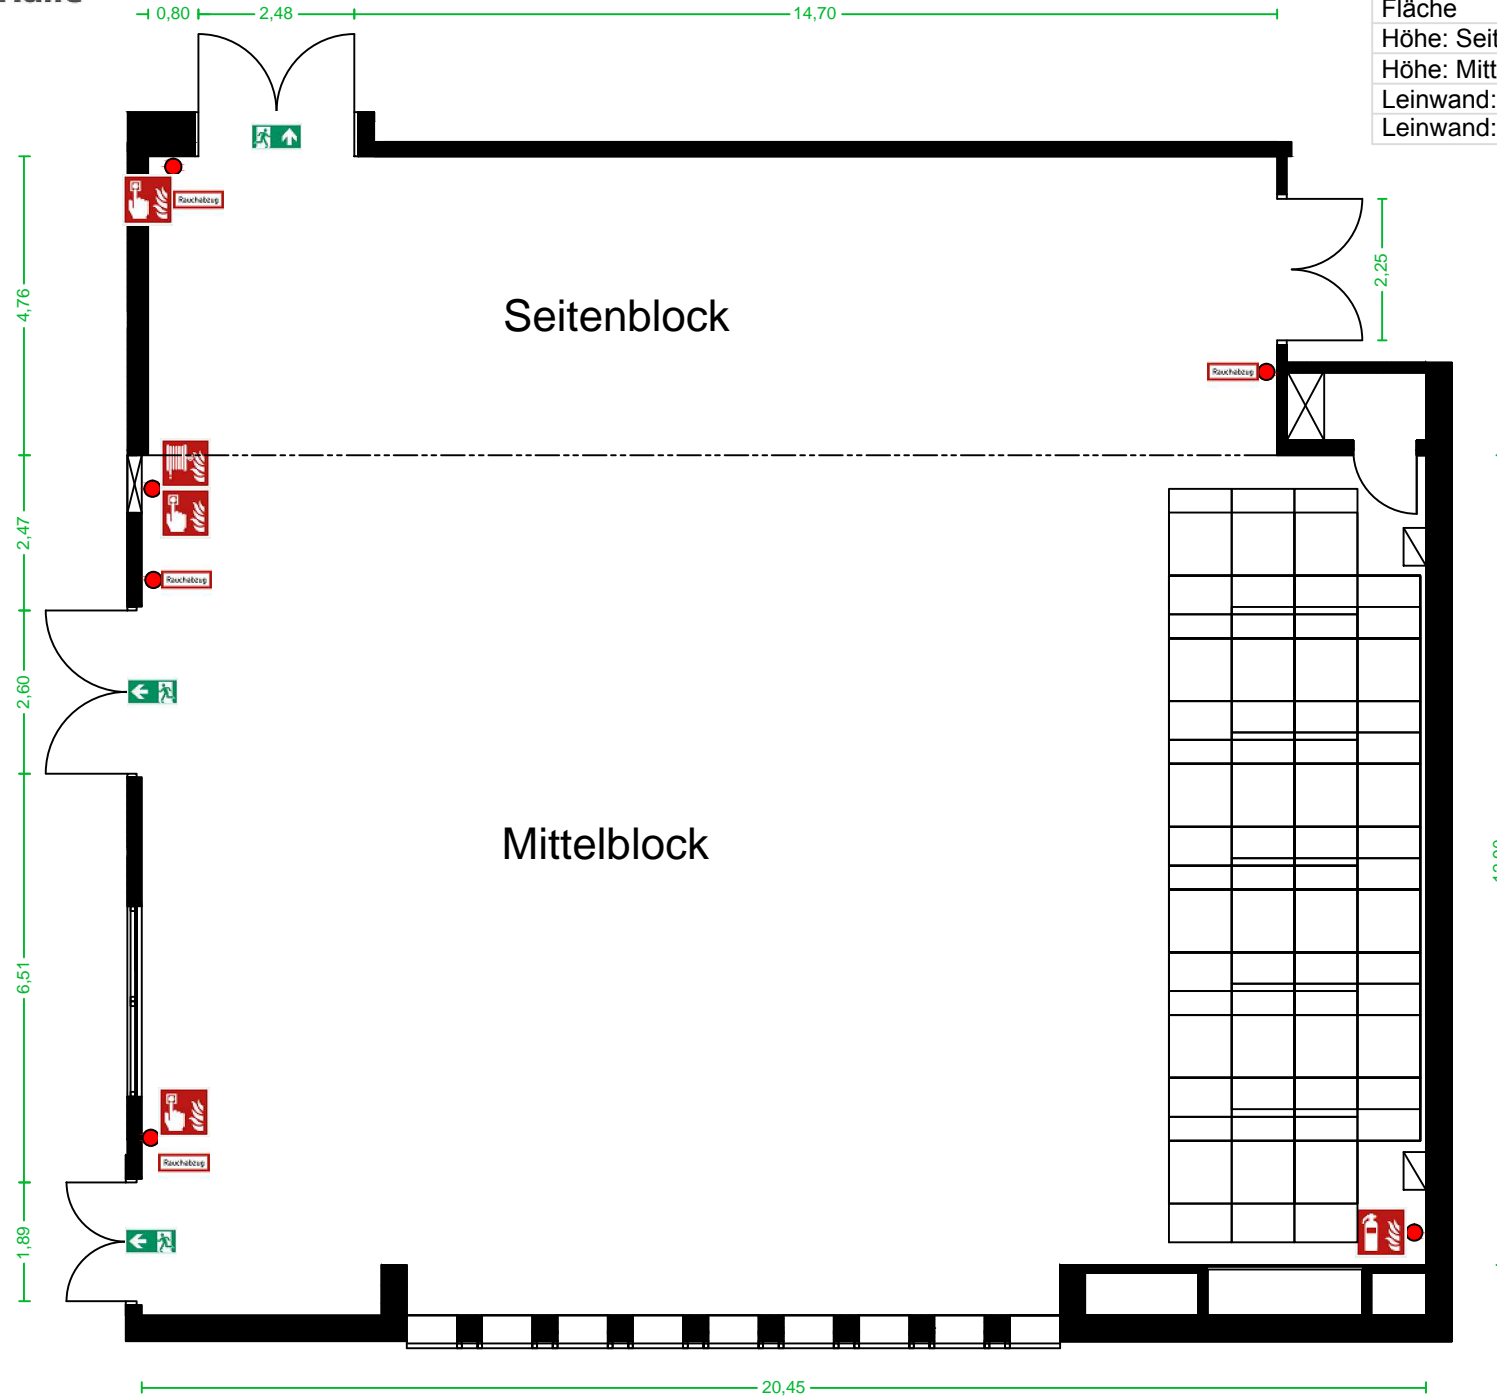 0,80
2,48
14,70
Fläche
Höhe: Seit
Höhe: Mitt
Leinwand:
Leinwand:
Rauchabzug
4,76
2,25
Seitenblock
Rauchabzug
2,47
Rauchabzug
2,60
Mittelblock
6,51
Rauchabzug
1,89
20,45